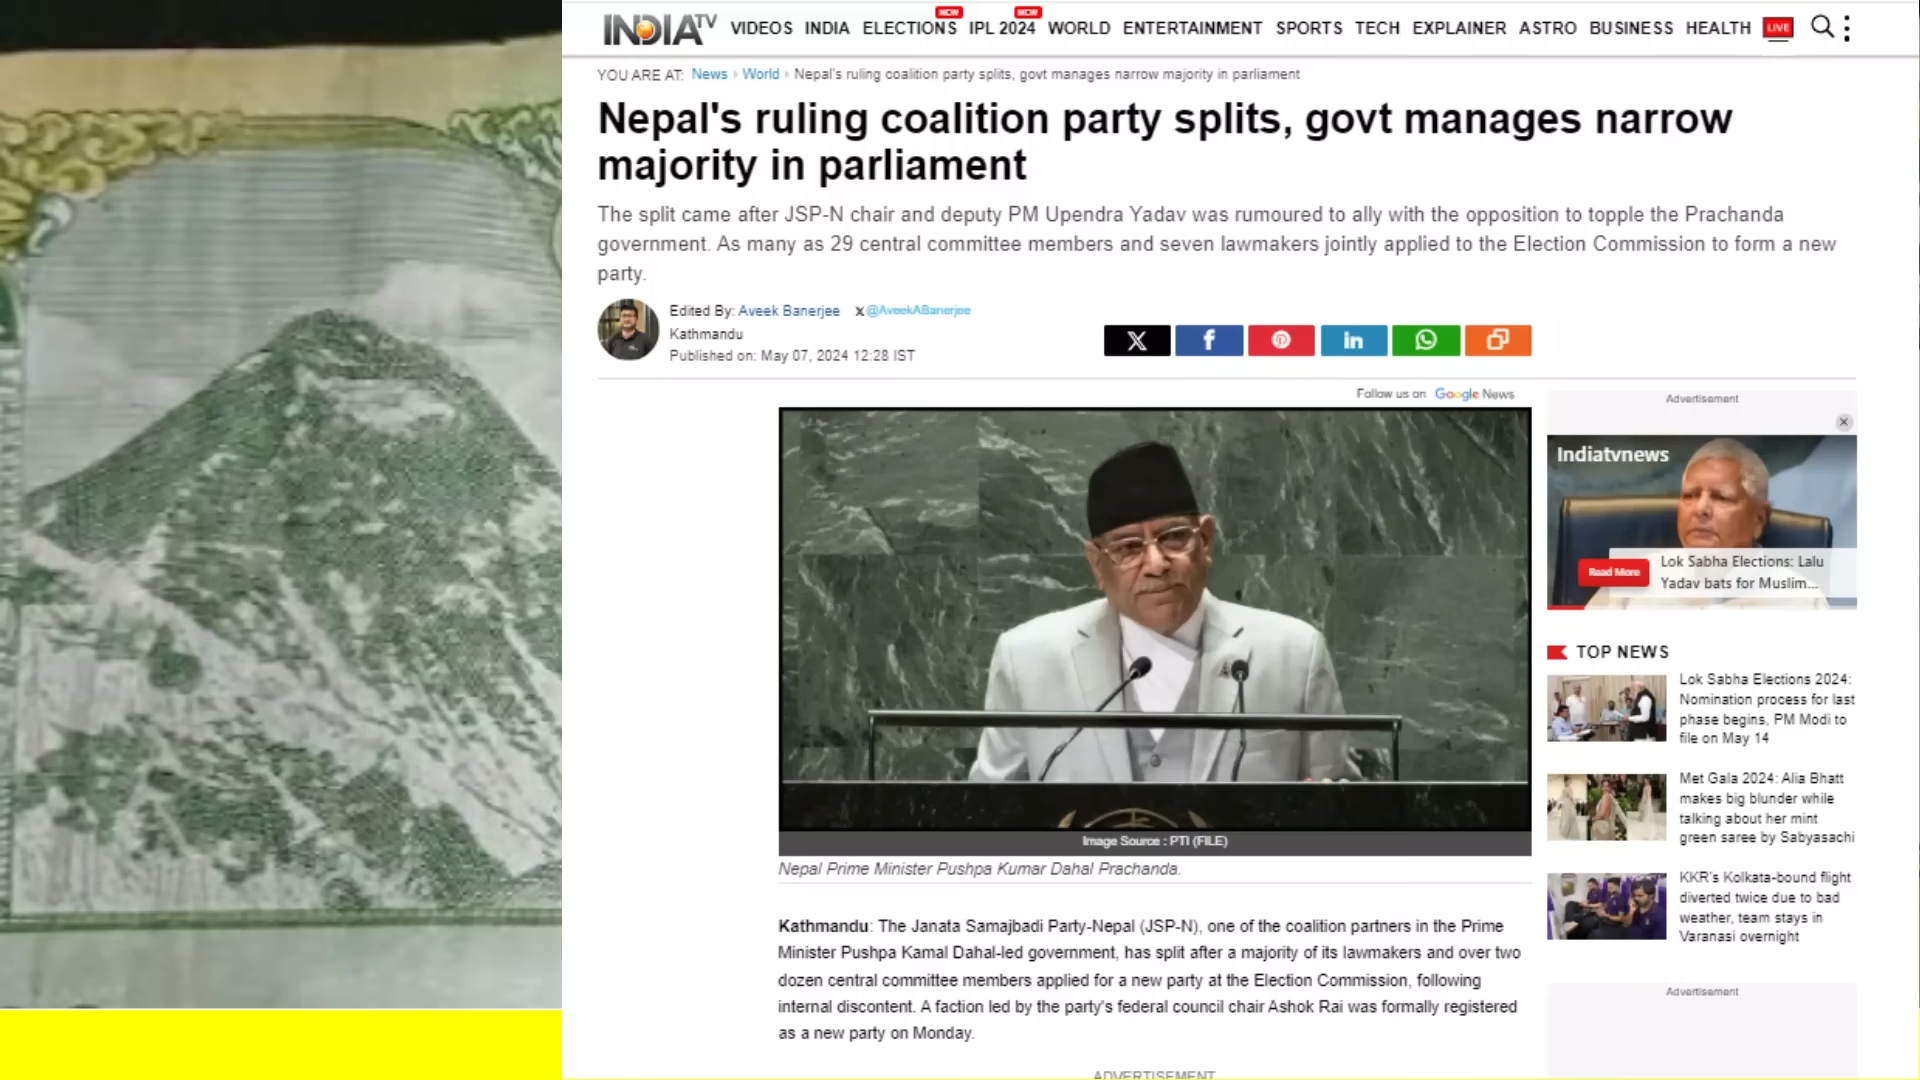 INDIA TV VIDEOS INDIA ELECTIONS NEW IPL 2024 NEW WORLD ENTERTAINMENT SPORTS TECH EXPLAINER ASTRO BUSINESS HEALTH LIVE
YOU ARE AT: News World Nepal's ruling coalition party splits, govt manages narrow majority in parliament
Nepal's ruling coalition party splits, govt manages narrow
majority in parliament
The split came after JSP-N chair and deputy PM Upendra Yadav was rumoured to ally with the opposition to topple the Prachanda
government. As many as 29 central committee members and seven lawmakers jointly applied to the Election Commission to form a new
party.
Edited By: Aveek Banerjee X @AveekABanerjee
Kathmandu
Published on: May 07, 2024 12:28 IST
Follow us on Google News
Image Source : PTI (FILE)
Nepal Prime Minister Pushpa Kumar Dahal Prachanda.
Kathmandu: The Janata Samajbadi Party-Nepal (JSP-N), one of the coalition partners in the Prime
Minister Pushpa Kamal Dahal-led government, has split after a majority of its lawmakers and over two
dozen central committee members applied for a new party at the Election Commission, following
internal discontent. A faction led by the party's federal council chair Ashok Rai was formally registered
as a new party on Monday.
ADVERTISEMENT
Advertisement
Indiatvnews
Read More
Lok Sabha Elections: Lalu
Yadav bats for Muslim...
TOP NEWS
Lok Sabha Elections 2024:
Nomination process for last
phase begins, PM Modi to
file on May 14
Met Gala 2024: Alia Bhatt
makes big blunder while
talking about her mint
green saree by Sabyasachi
KKR's Kolkata-bound flight
diverted twice due to bad
weather, team stays in
Varanasi overnight
Advertisement